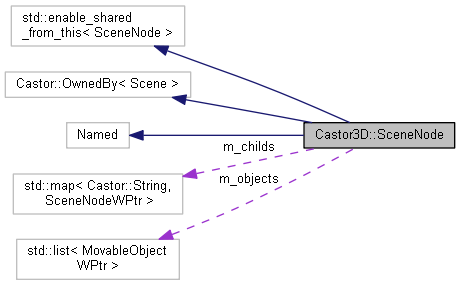 std::enable_shared
_from_this< SceneNode >
Castor::OwnedBy< Scene >
Named
Castor3D::SceneNode
m_childs
std::map< Castor::String,
SceneNodeWPtr >
m_objects
std::list< MovableObject
WPtr >